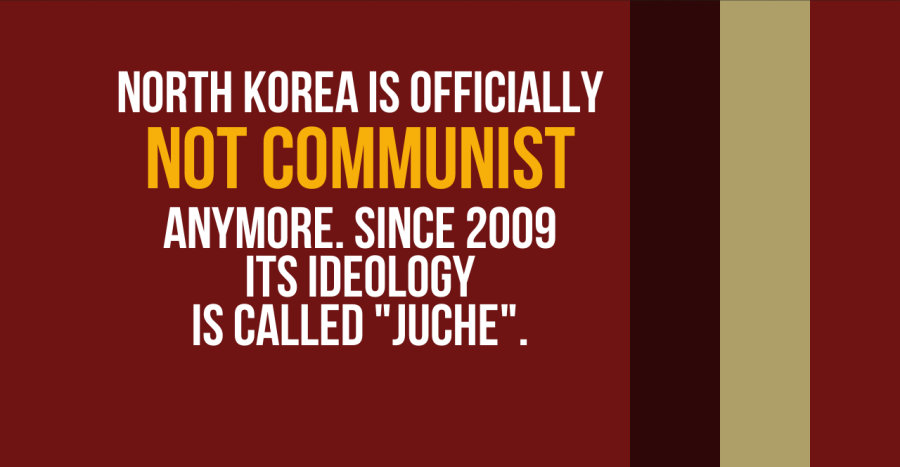 NORTH KOREA IS OFFICIALLY
NOT COMMUNIST
ANYMORE. SINCE 2009
ITS IDEOLOGY
IS CALLED "JUCHE".